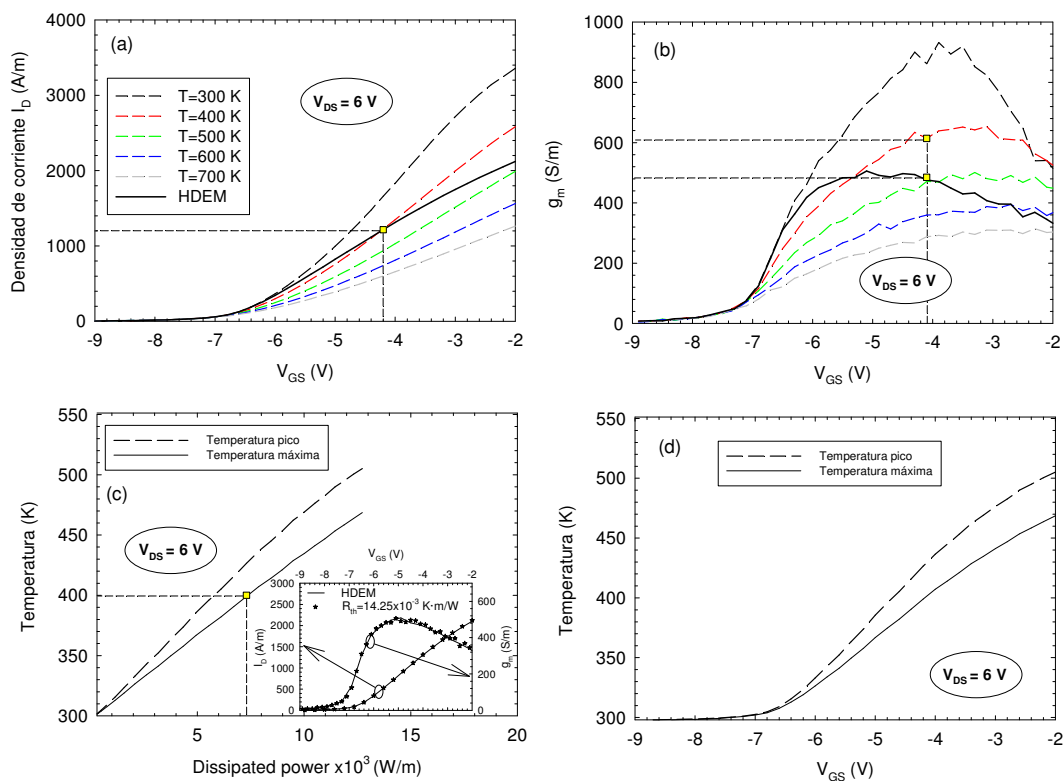 (a)
V_DS = 6 V
T=300 K
T=400 K
T=500 K
T=600 K
T=700 K
HDEM
Densidad de corriente I_D (A/m)
4000
3000
2000
1000
0
-9 -8 -7 -6 -5 -4 -3 -2
V_GS (V)
(b)
V_DS = 6 V
g_m (S/m)
1000
800
600
400
200
0
-9 -8 -7 -6 -5 -4 -3 -2
V_GS (V)
Temperatura pico
Temperatura máxima
(c)
V_DS = 6 V
Temperatura (K)
550
500
450
400
350
300
5 10 15 20
Dissipated power x10³ (W/m)
V_GS (V)
-9 -8 -7 -6 -5 -4 -3 -2
HDEM
R_th=14.25x10⁻³ K·m/W
I_D (A/m)
3000
2500
2000
1500
1000
500
0
g_m (S/m)
600
400
200
0
(d)
Temperatura pico
Temperatura máxima
V_DS = 6 V
Temperatura (K)
550
500
450
400
350
300
-9 -8 -7 -6 -5 -4 -3 -2
V_GS (V)